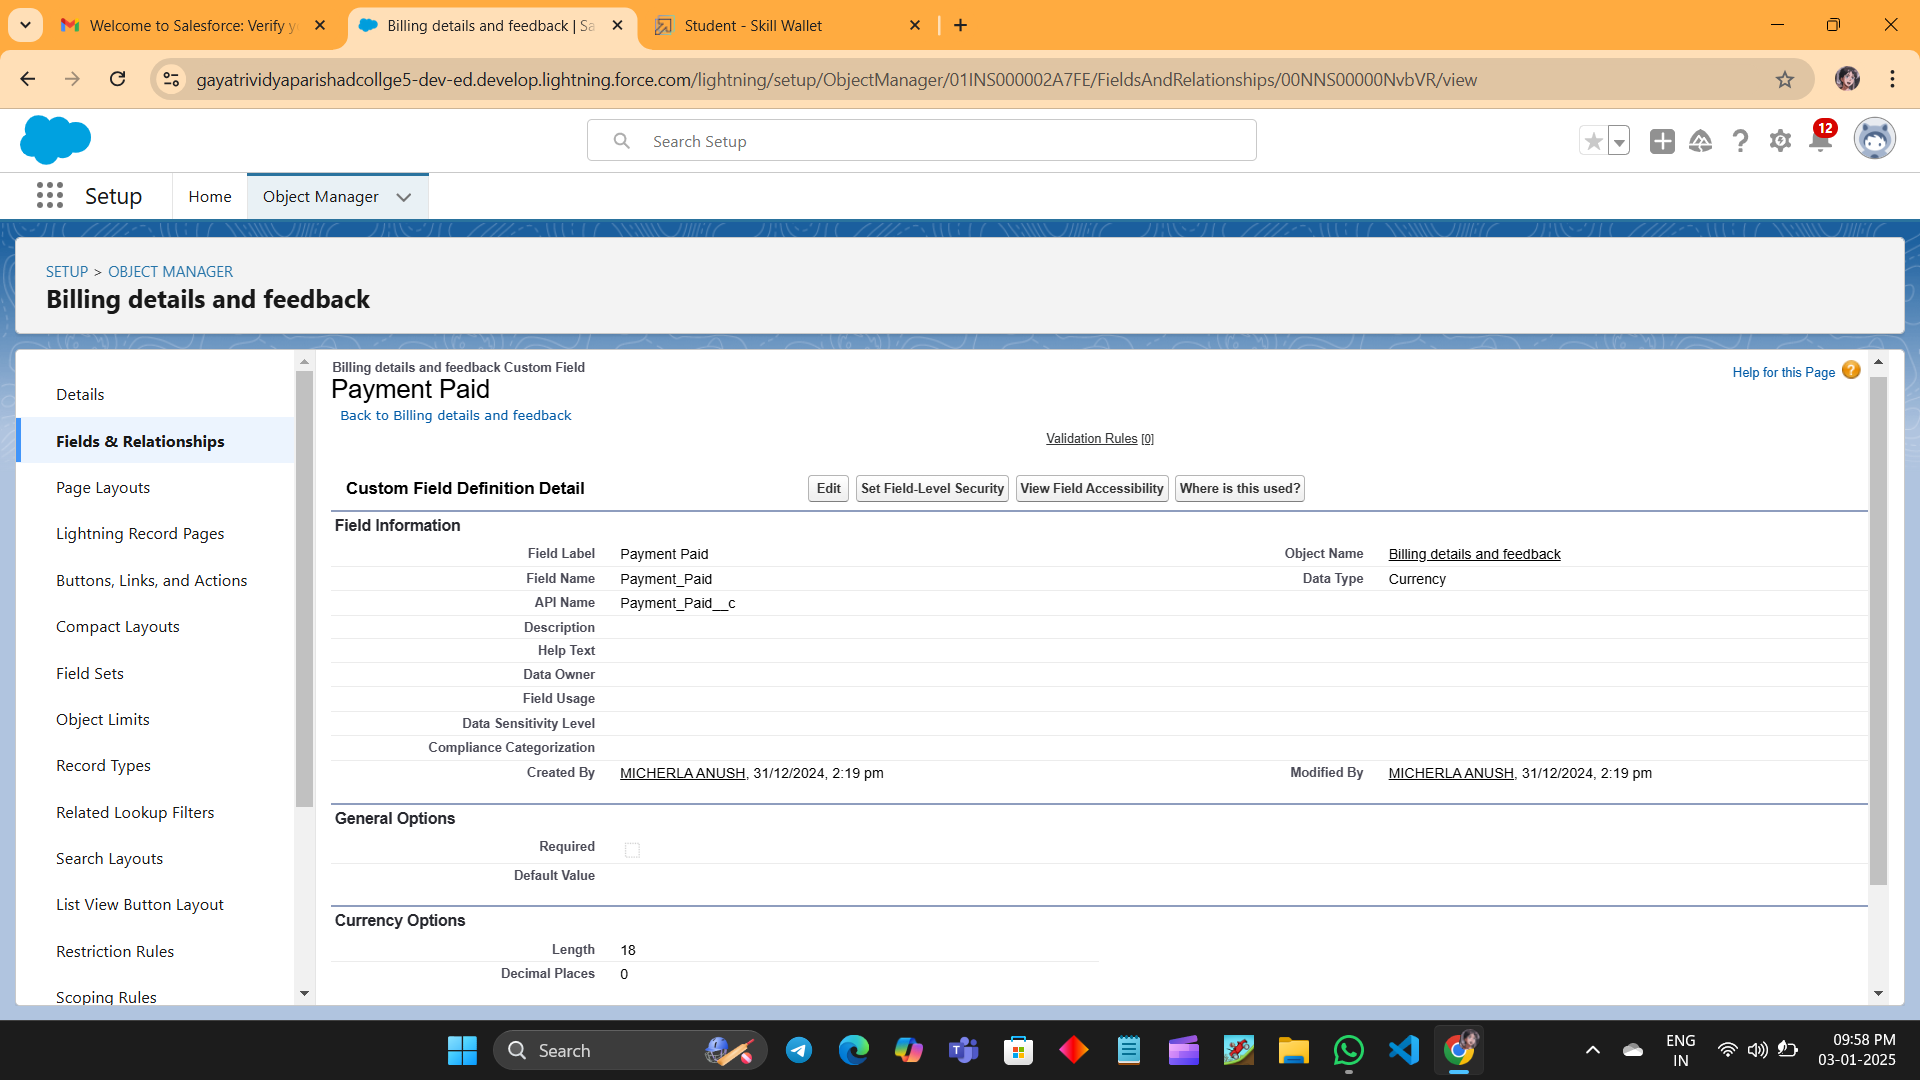 Welcome to Salesforce: Verify y
Billing details and feedback | Sa
Student - Skill Wallet
gayatrividyaparishadcollge5-dev-ed.develop.lightning.force.com/lightning/setup/ObjectManager/01INS000002A7FE/FieldsAndRelationships/00NNS00000NvbVR/view
Search Setup
12
Setup
Home
Object Manager
SETUP > OBJECT MANAGER
Billing details and feedback
Details
Fields & Relationships
Page Layouts
Lightning Record Pages
Buttons, Links, and Actions
Compact Layouts
Field Sets
Object Limits
Record Types
Related Lookup Filters
Search Layouts
List View Button Layout
Restriction Rules
Scoping Rules
Billing details and feedback Custom Field
Payment Paid
Back to Billing details and feedback
Help for this Page
Validation Rules [0]
Custom Field Definition Detail
Edit
Set Field-Level Security
View Field Accessibility
Where is this used?
Field Information
Field Label Payment Paid Object Name Billing details and feedback
Field Name Payment_Paid Data Type Currency
API Name Payment_Paid__c
Description
Help Text
Data Owner
Field Usage
Data Sensitivity Level
Compliance Categorization
Created By MICHERLA ANUSH, 31/12/2024, 2:19 pm Modified By MICHERLA ANUSH, 31/12/2024, 2:19 pm
General Options
Required
Default Value
Currency Options
Length 18
Decimal Places 0
Search
ENG
IN
09:58 PM
03-01-2025